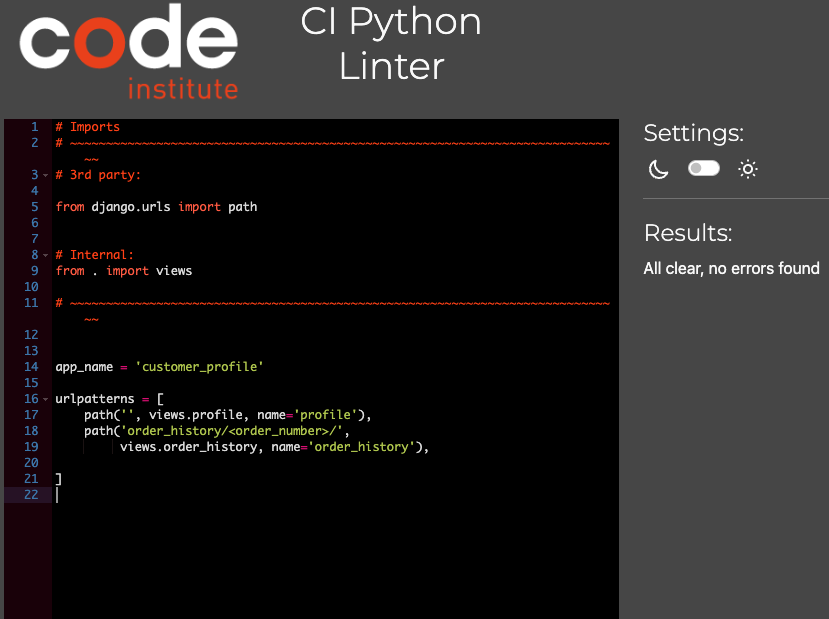 code
institute
CI Python
Linter
1 # Imports
2 # ~~~~~~~~~~~~~~~~~~~~~~~~~~~~~~~~~~~~~~~~~~~~~~~~~~~~~~~~~~~~~~~~~~~~~~~~~~~
~~
3 # 3rd party:
4
5 from django.urls import path
6
7
8 # Internal:
9 from . import views
10
11 # ~~~~~~~~~~~~~~~~~~~~~~~~~~~~~~~~~~~~~~~~~~~~~~~~~~~~~~~~~~~~~~~~~~~~~~~~~~~
~~
12
13
14 app_name = 'customer_profile'
15
16 urlpatterns = [
17     path('', views.profile, name='profile'),
18     path('order_history/<order_number>/',
19          views.order_history, name='order_history'),
20
21 ]
22
Settings:
Results:
All clear, no errors found